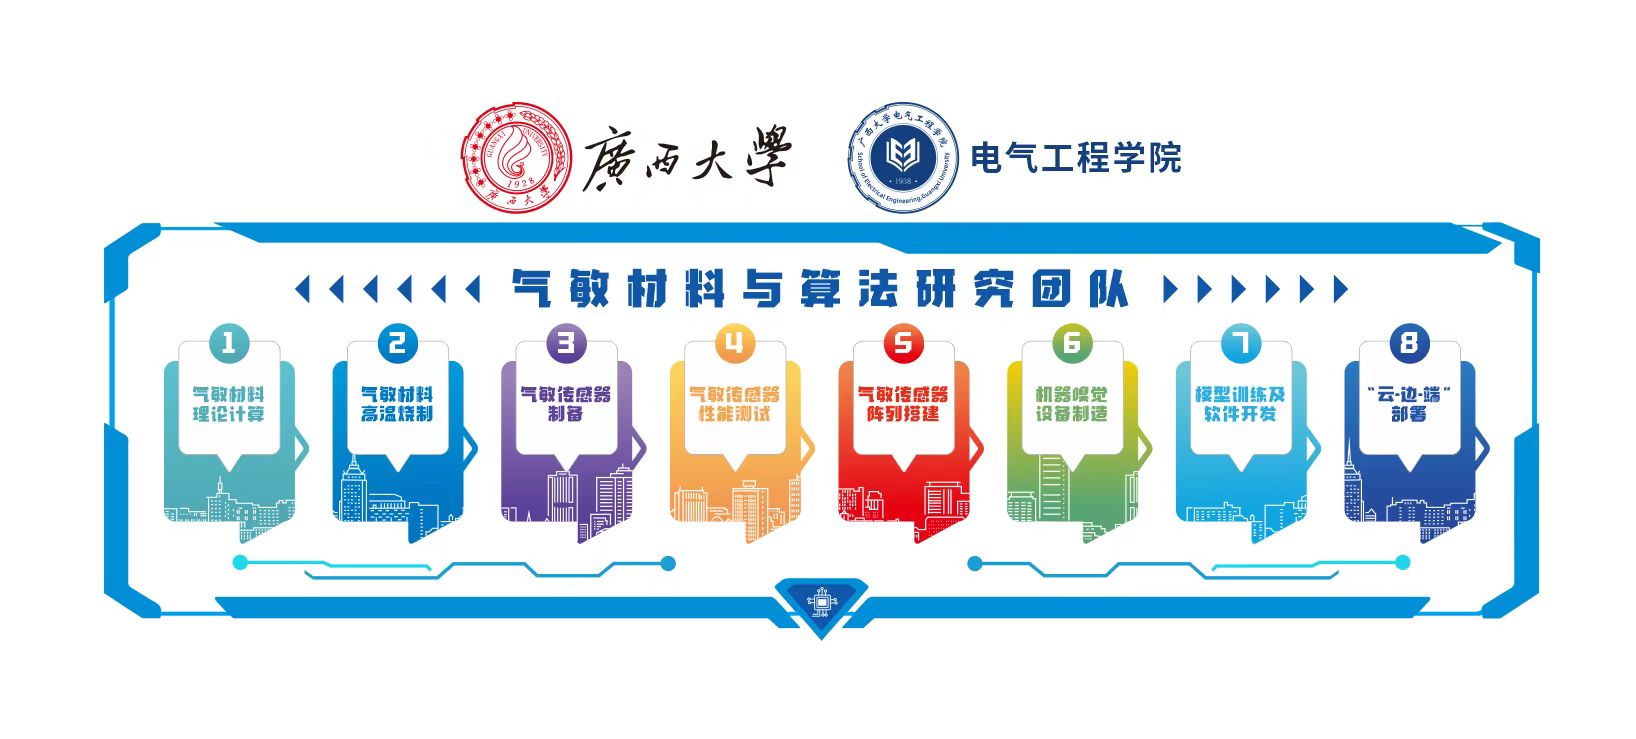 GUANGXI UNIVERSITY
1928
廣西大學
廣西大學
广西大学电气工程学院
1938
School of Electrical Engineering,Guangxi University
电气工程学院
气敏材料与算法研究团队
1
气敏材料
理论计算
2
气敏材料
高温烧制
3
气敏传感器
制备
4
气敏传感器
性能测试
5
气敏传感器
阵列搭建
6
机器嗅觉
设备制造
7
模型训练及
软件开发
8
“云-边-端”
部署